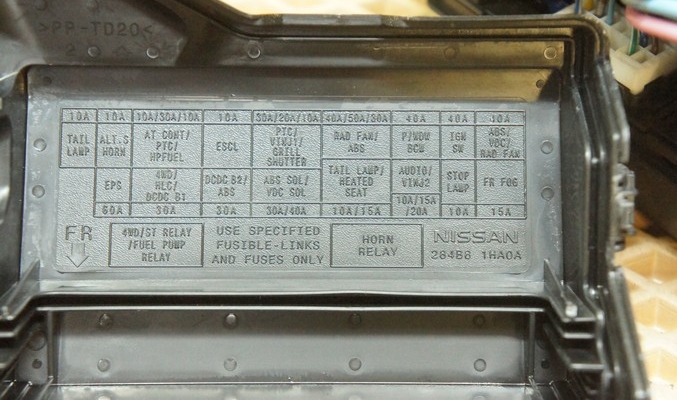 >PP-TD20<
10A 10A 10A/30A/10A 10A 30A/20A/10A 40A/50A/30A 40A 40A 10A
TAIL LAMP ALT.S HORN AT CONT/ PTC/ HPFUEL ESCL PTC/ VINJ1/ GRILL SHUTTER RAD FAN/ ABS P/WDW BCM IGN SW ABS/ VDC/ RAD FAN
EPS 4WD/ HLC/ DCDC B1 DCDC B2/ ABS ABS SOL/ VDC SOL TAIL LAMP/ HEATED SEAT AUDIO/ VINJ2 STOP LAMP FR FOG
60A 30A 30A 30A/40A 10A/15A 10A/15A /20A 10A 15A
FR
4WD/ST RELAY
/FUEL PUMP
RELAY
USE SPECIFIED
FUSIBLE-LINKS
AND FUSES ONLY
HORN
RELAY
NISSAN
284B8 1HA0A